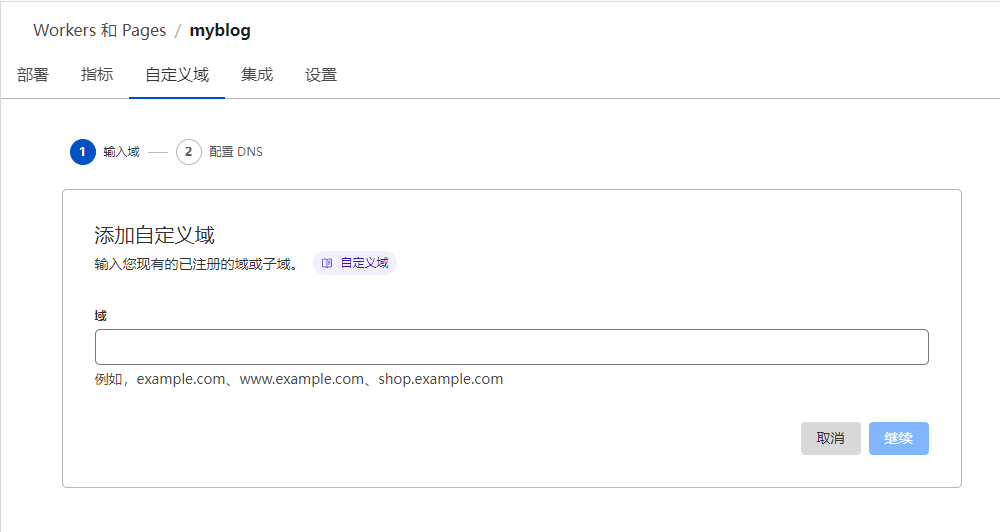 Workers 和 Pages / myblog
部署 指标 自定义域 集成 设置
1 输入域 2 配置 DNS
添加自定义域
输入您现有的已注册的域或子域。 自定义域
域
例如，example.com、www.example.com、shop.example.com
取消 继续